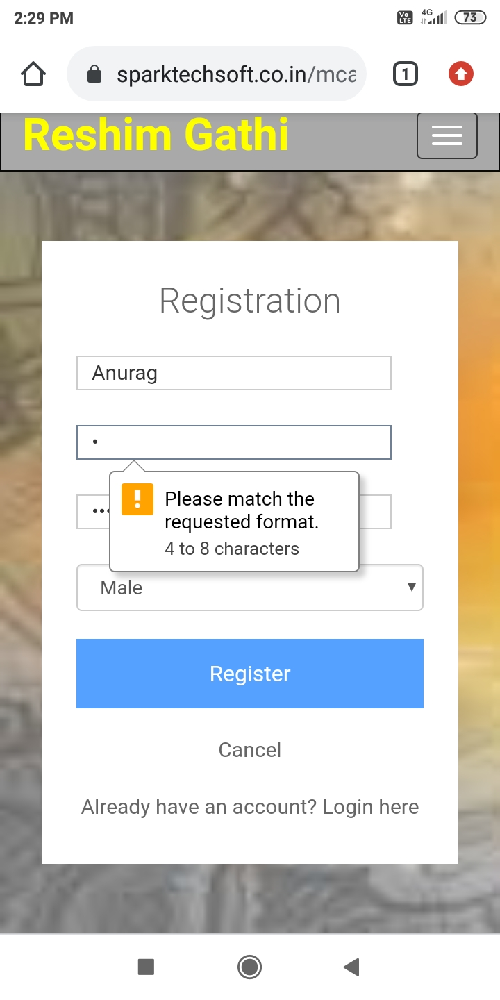 2:29 PM
Vo LTE 4G 73
sparktechsoft.co.in/mca
1
Reshim Gathi
Registration
Anurag
•
Please match the
requested format.
4 to 8 characters
•••
Male
Register
Cancel
Already have an account? Login here